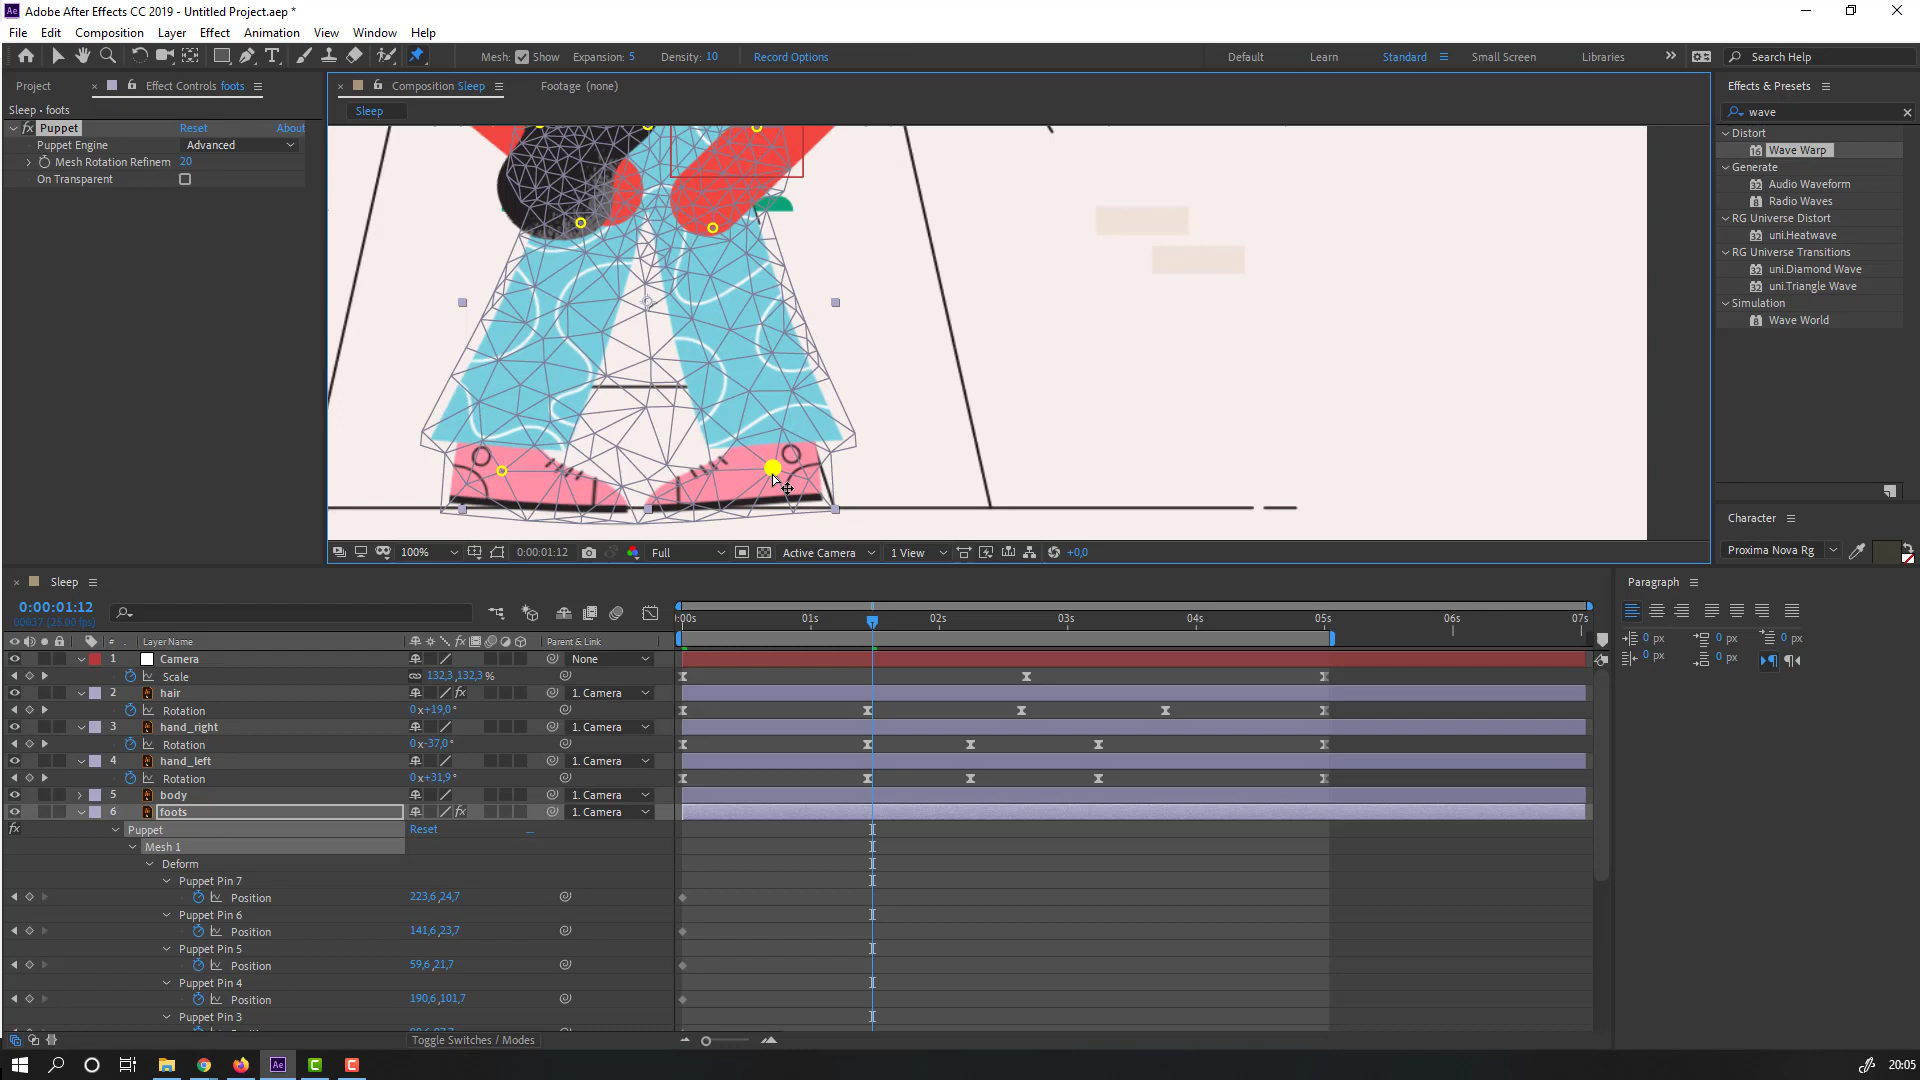 Adobe After Effects CC 2019 - Untitled Project.aep *
File Edit Composition Layer Effect Animation View Window Help
Mesh: Show Expansion: 5 Density: 10 Record Options Default Learn Standard Small Screen Libraries Search Help
Project Effect Controls foots Composition Sleep Footage (none) Effects & Presets
Sleep • foots Sleep wave
fx Puppet Reset About Distort
Puppet Engine Advanced Wave Warp
Mesh Rotation Refinem 20 Generate
On Transparent Audio Waveform
Radio Waves
RG Universe Distort
uni.Heatwave
RG Universe Transitions
uni.Diamond Wave
uni.Triangle Wave
Simulation
Wave World
Character
100% 0:00:01:12 Full Active Camera 1 View +0,0 Proxima Nova Rg
Sleep Paragraph
0:00:01:12
00037 (25.00 fps) :00s 01s 02s 03s 04s 05s 06s 07s
# Layer Name Parent & Link
1 Camera None
Scale 132,3,132,3%
2 hair 1. Camera
Rotation 0x+19,0°
3 hand_right 1. Camera
Rotation 0x-37,0°
4 hand_left 1. Camera
Rotation 0x+31,9°
5 body 1. Camera
6 foots 1. Camera
Puppet Reset
Mesh 1
Deform
Puppet Pin 7
Position 223,6,24,7
Puppet Pin 6
Position 141,6,23,7
Puppet Pin 5
Position 59,6,21,7
Puppet Pin 4
Position 190,6,101,7
Puppet Pin 3
Toggle Switches / Modes
0 px 0 px 0 px
0 px 0 px
20:05